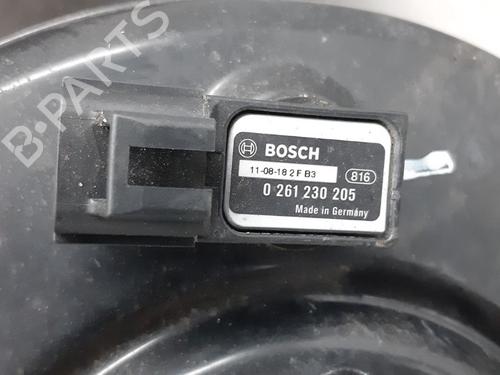 B-PARTS
BOSCH
11-08-18 2 F B3
816
0 261 230 205
Made in Germany